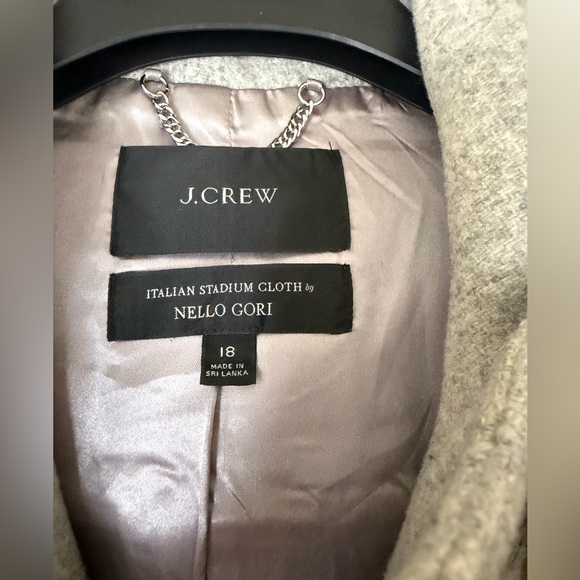 J.CREW
ITALIAN STADIUM CLOTH by
NELLO GORI
18
MADE IN
SRI LANKA